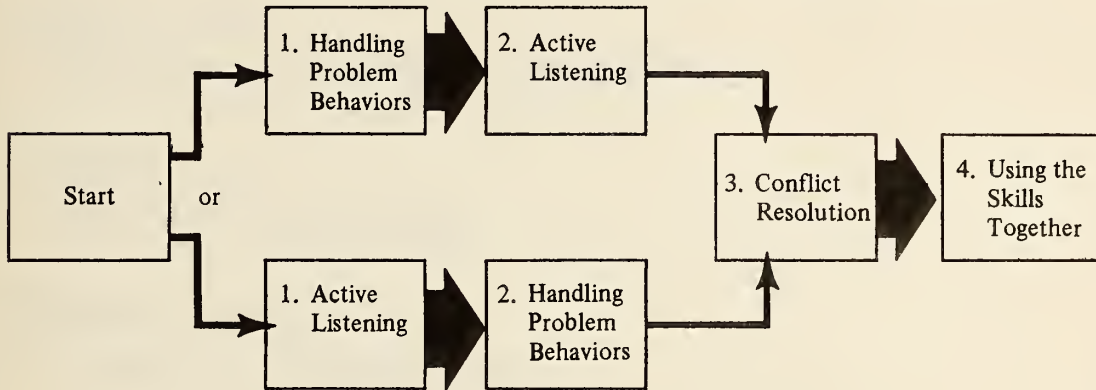 1. Handling
Problem
Behaviors
2. Active
Listening
Start
or
3. Conflict
Resolution
4. Using the
Skills
Together
1. Active
Listening
2. Handling
Problem
Behaviors